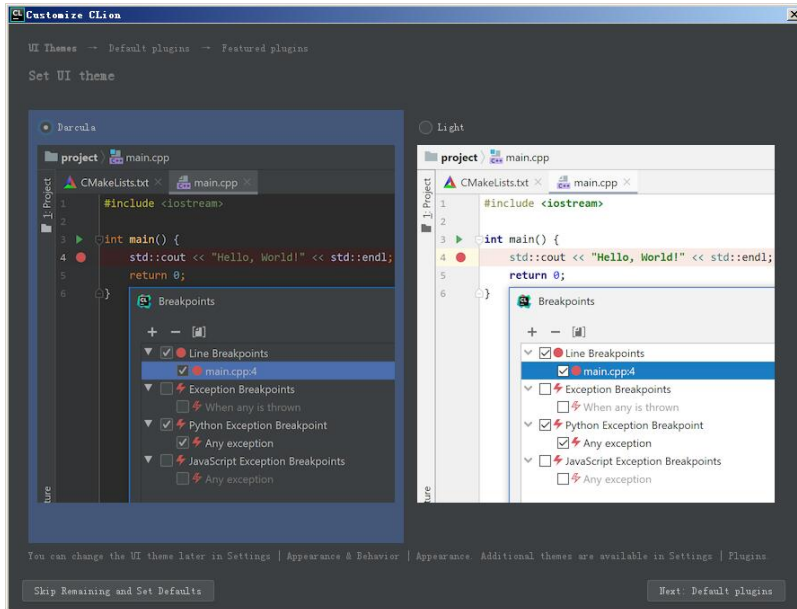 Customize CLion
UI Themes → Default plugins → Featured plugins
Set UI theme
Darcula
project main.cpp
CMakeLists.txt × main.cpp ×
1: Project
1 #include <iostream>
2
3 int main() {
4 std::cout << "Hello, World!" << std::endl;
5 return 0;
6 }
Breakpoints
Line Breakpoints
main.cpp:4
Exception Breakpoints
When any is thrown
Python Exception Breakpoint
Any exception
JavaScript Exception Breakpoints
Any exception
ture
Light
project main.cpp
CMakeLists.txt × main.cpp ×
1: Project
1 #include <iostream>
2
3 int main() {
4 std::cout << "Hello, World!" << std::endl;
5 return 0;
6 }
Breakpoints
Line Breakpoints
main.cpp:4
Exception Breakpoints
When any is thrown
Python Exception Breakpoint
Any exception
JavaScript Exception Breakpoints
Any exception
ture
You can change the UI theme later in Settings | Appearance & Behavior | Appearance. Additional themes are available in Settings | Plugins
Skip Remaining and Set Defaults
Next: Default plugins